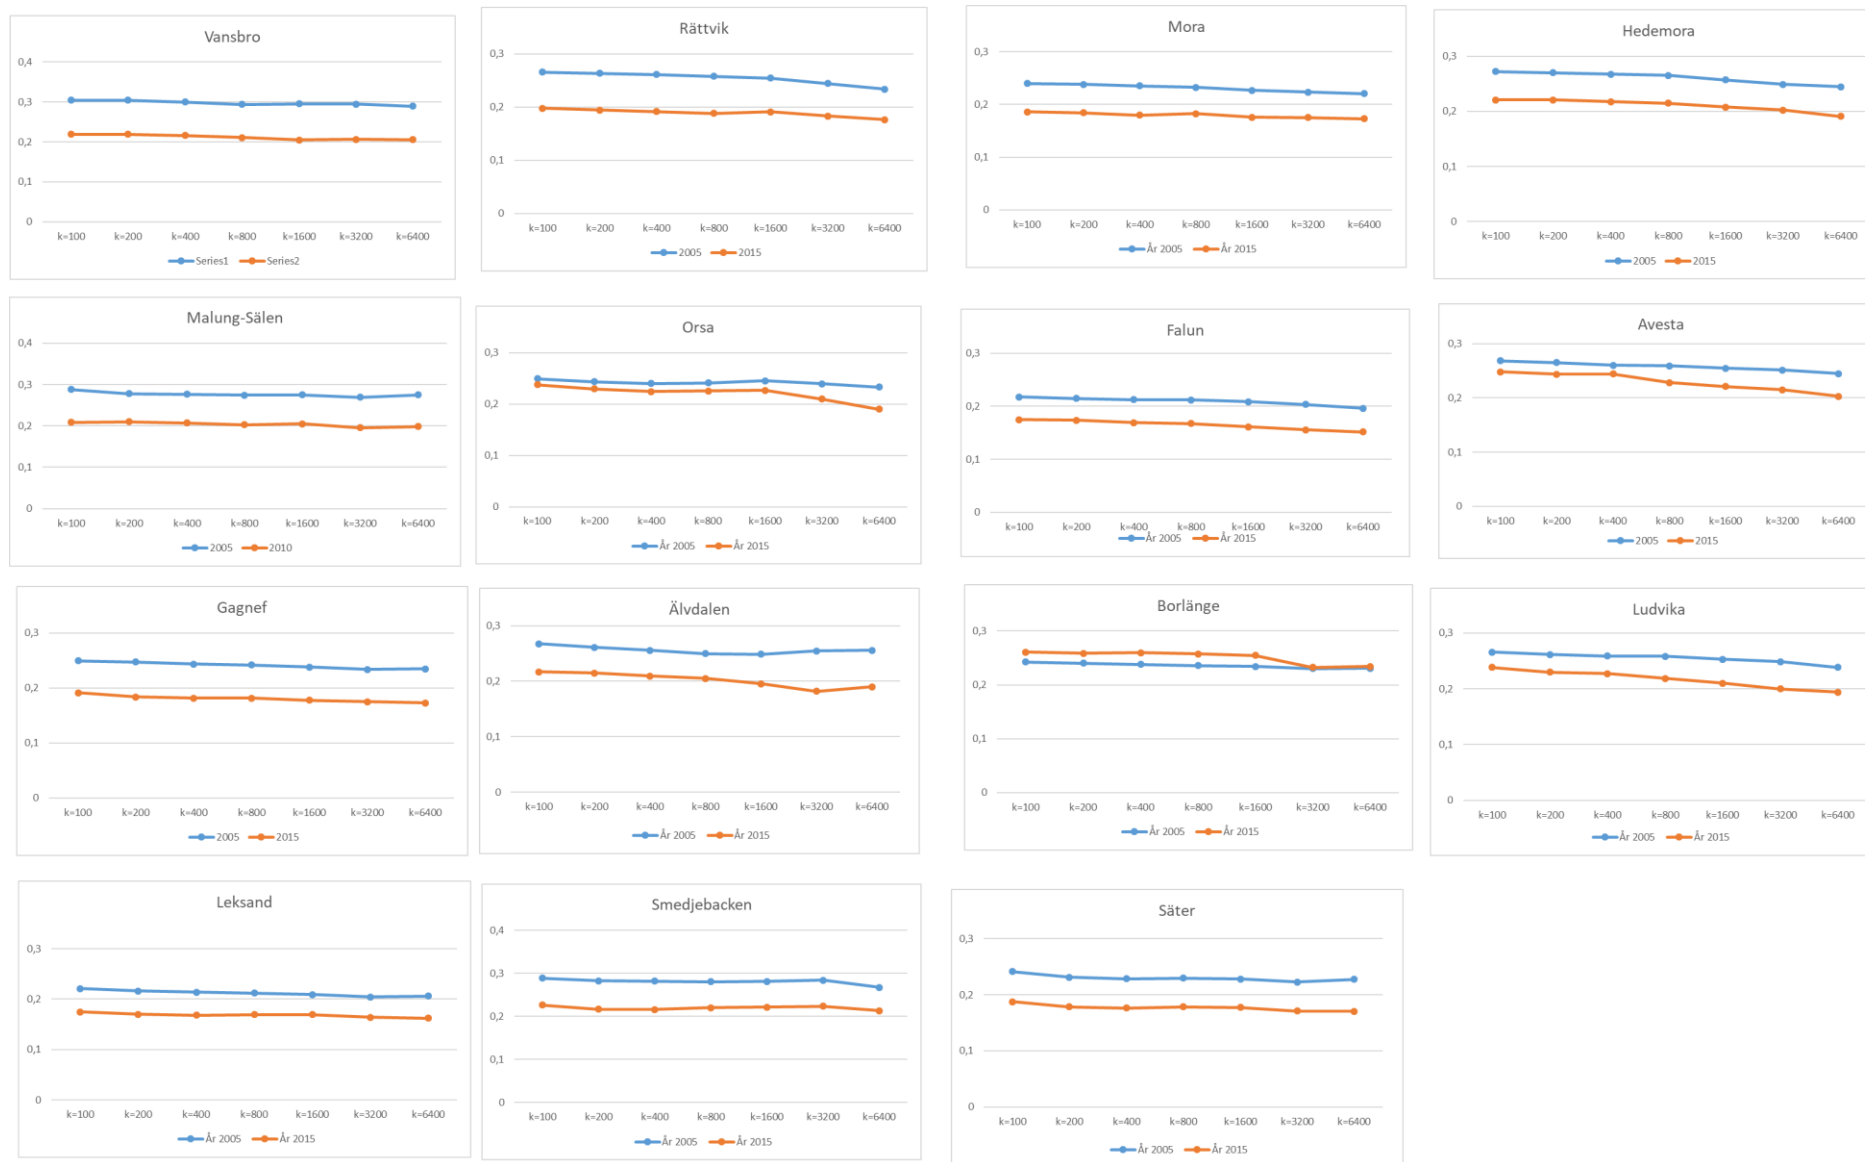 Vansbro
0,4
0,3
0,2
0,1
0
k=100 k=200 k=400 k=800 k=1600 k=3200 k=6400
Series1 Series2
Rättvik
0,3
0,2
0,1
0
k=100 k=200 k=400 k=800 k=1600 k=3200 k=6400
2005 2015
Mora
0,3
0,2
0,1
0
k=100 k=200 k=400 k=800 k=1600 k=3200 k=6400
År 2005 År 2015
Hedemora
0,3
0,2
0,1
0
k=100 k=200 k=400 k=800 k=1600 k=3200 k=6400
2005 2015
Malung-Sälen
0,4
0,3
0,2
0,1
0
k=100 k=200 k=400 k=800 k=1600 k=3200 k=6400
2005 2010
Orsa
0,3
0,2
0,1
0
k=100 k=200 k=400 k=800 k=1600 k=3200 k=6400
År 2005 År 2015
Falun
0,3
0,2
0,1
0
k=100 k=200 k=400 k=800 k=1600 k=3200 k=6400
År 2005 År 2015
Avesta
0,3
0,2
0,1
0
k=100 k=200 k=400 k=800 k=1600 k=3200 k=6400
2005 2015
Gagnef
0,3
0,2
0,1
0
k=100 k=200 k=400 k=800 k=1600 k=3200 k=6400
2005 2015
Älvdalen
0,3
0,2
0,1
0
k=100 k=200 k=400 k=800 k=1600 k=3200 k=6400
År 2005 År 2015
Borlänge
0,3
0,2
0,1
0
k=100 k=200 k=400 k=800 k=1600 k=3200 k=6400
År 2005 År 2015
Ludvika
0,3
0,2
0,1
0
k=100 k=200 k=400 k=800 k=1600 k=3200 k=6400
År 2005 År 2015
Leksand
0,3
0,2
0,1
0
k=100 k=200 k=400 k=800 k=1600 k=3200 k=6400
År 2005 År 2015
Smedjebacken
0,4
0,3
0,2
0,1
0
k=100 k=200 k=400 k=800 k=1600 k=3200 k=6400
År 2005 År 2015
Säter
0,3
0,2
0,1
0
k=100 k=200 k=400 k=800 k=1600 k=3200 k=6400
År 2005 År 2015